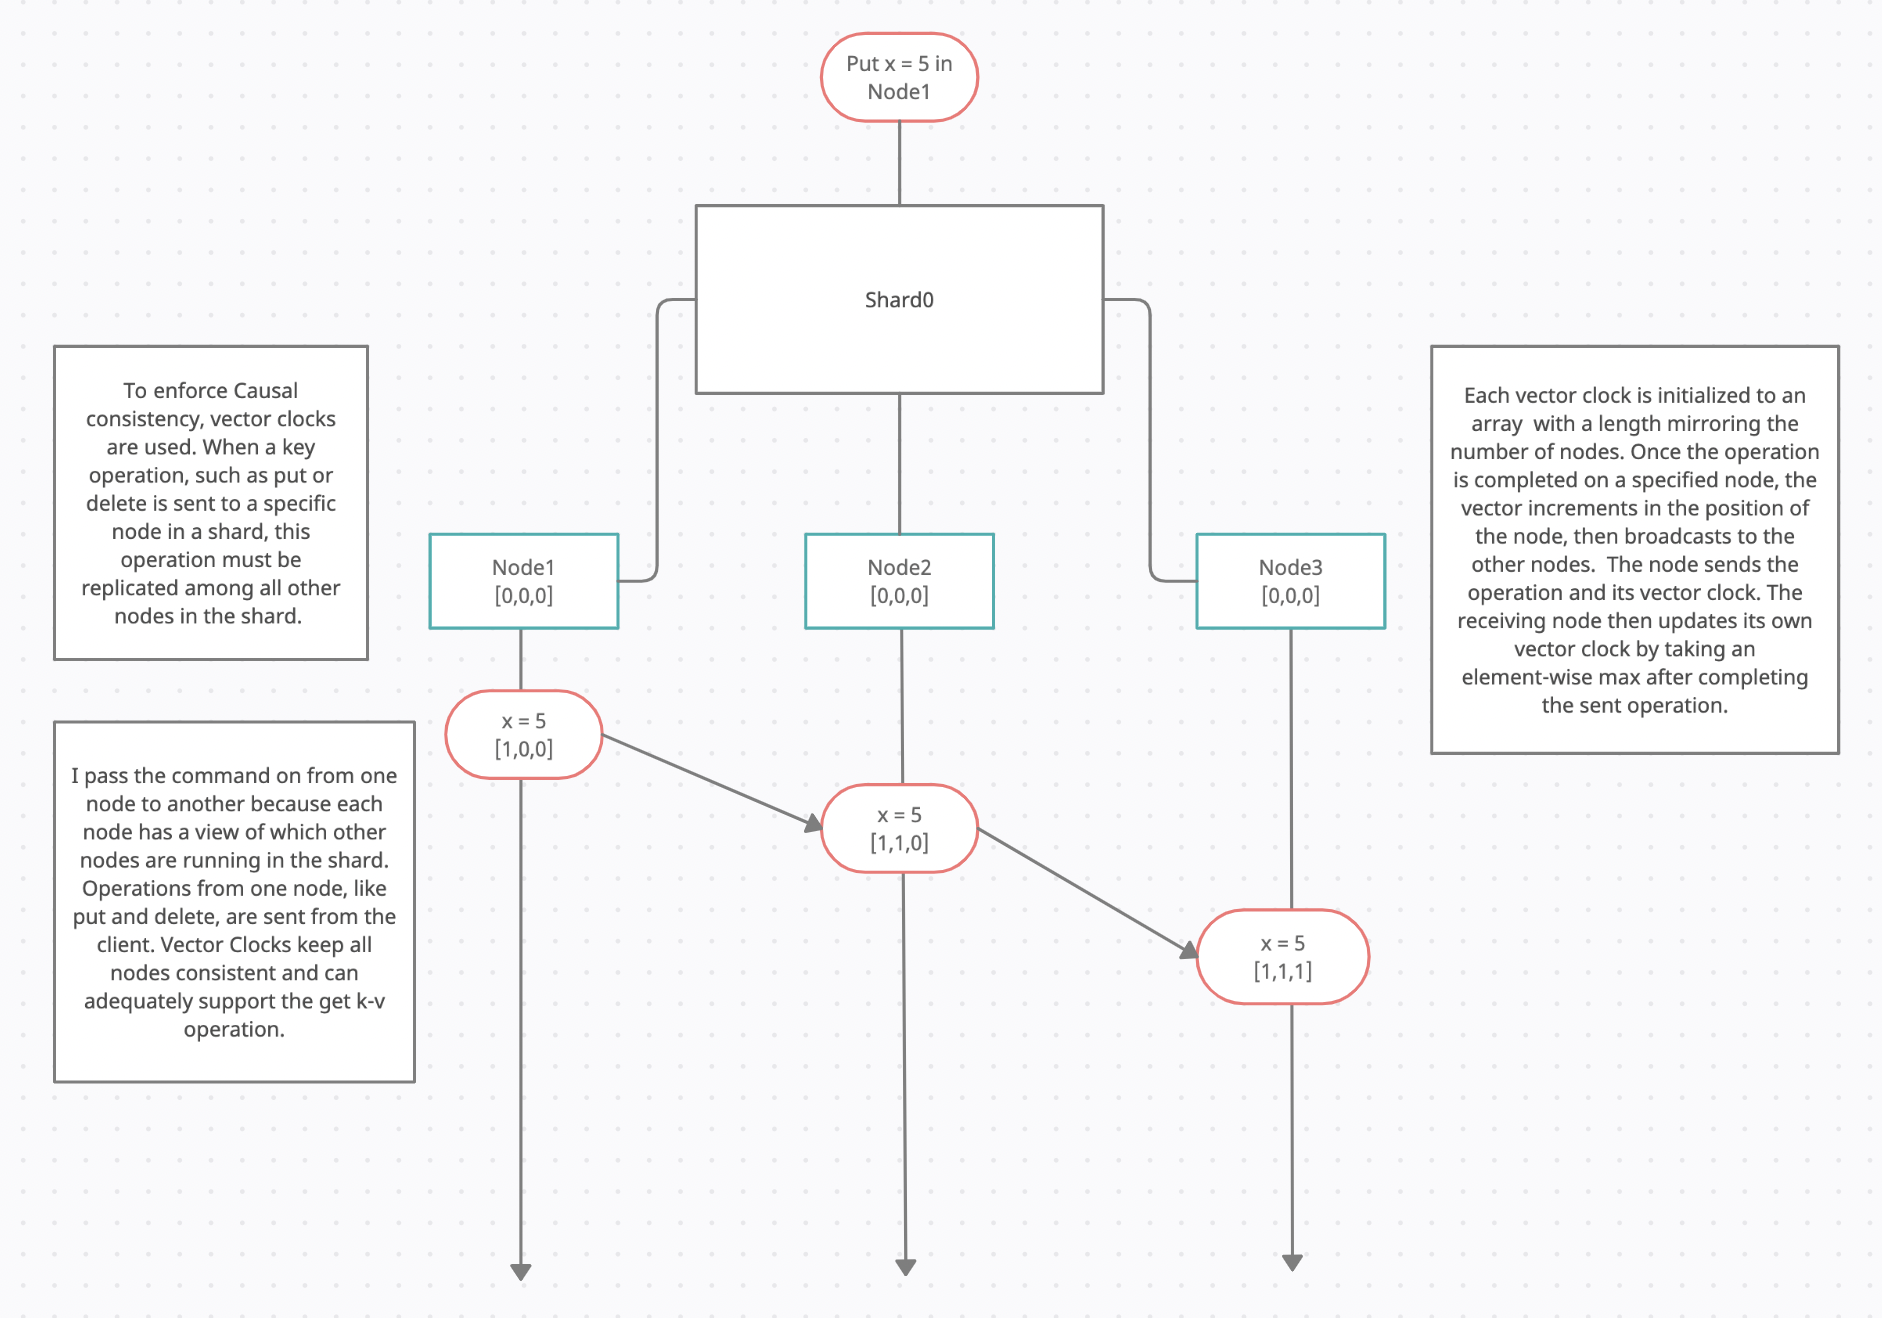 Put x = 5 in
Node1
Shard0
To enforce Causal
consistency, vector clocks
are used. When a key
operation, such as put or
delete is sent to a specific
node in a shard, this
operation must be
replicated among all other
nodes in the shard.
Each vector clock is initialized to an
array  with a length mirroring the
number of nodes. Once the operation
is completed on a specified node, the
vector increments in the position of
the node, then broadcasts to the
other nodes.  The node sends the
operation and its vector clock. The
receiving node then updates its own
vector clock by taking an
element-wise max after completing
the sent operation.
Node1
[0,0,0]
Node2
[0,0,0]
Node3
[0,0,0]
x = 5
[1,0,0]
I pass the command on from one
node to another because each
node has a view of which other
nodes are running in the shard.
Operations from one node, like
put and delete, are sent from the
client. Vector Clocks keep all
nodes consistent and can
adequately support the get k-v
operation.
x = 5
[1,1,0]
x = 5
[1,1,1]